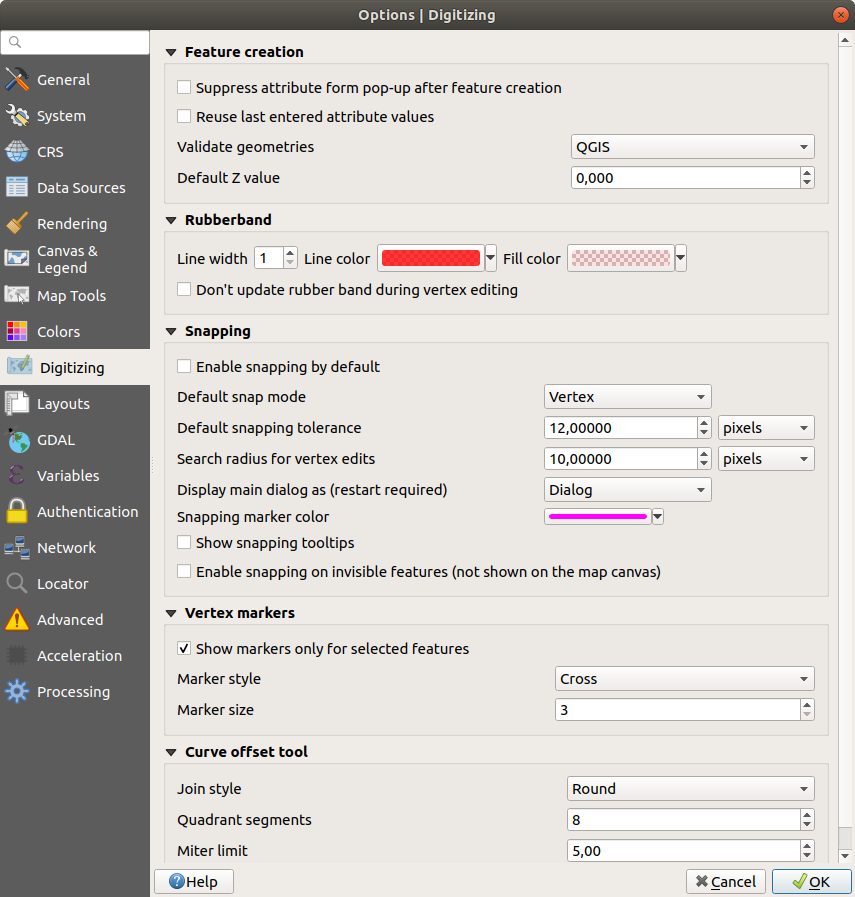 Options | Digitizing
General
System
CRS
Data Sources
Rendering
Canvas &
Legend
Map Tools
Colors
Digitizing
Layouts
GDAL
Variables
Authentication
Network
Locator
Advanced
Acceleration
Processing
Feature creation
Suppress attribute form pop-up after feature creation
Reuse last entered attribute values
Validate geometries QGIS
Default Z value 0,000
Rubberband
Line width 1 Line color Fill color
Don't update rubber band during vertex editing
Snapping
Enable snapping by default
Default snap mode Vertex
Default snapping tolerance 12,00000 pixels
Search radius for vertex edits 10,00000 pixels
Display main dialog as (restart required) Dialog
Snapping marker color
Show snapping tooltips
Enable snapping on invisible features (not shown on the map canvas)
Vertex markers
Show markers only for selected features
Marker style Cross
Marker size 3
Curve offset tool
Join style Round
Quadrant segments 8
Miter limit 5,00
Help Cancel OK